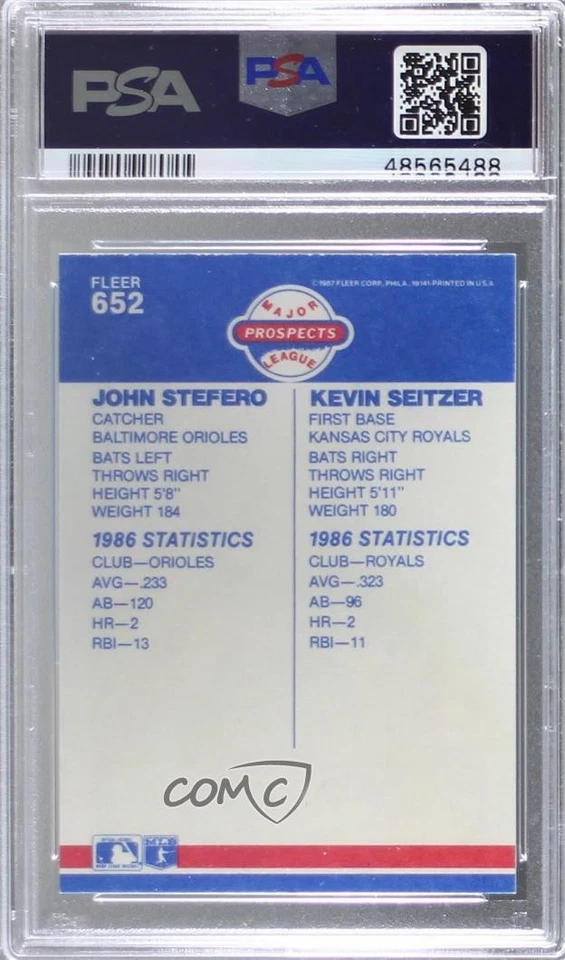 PSA
PSA
48565488
FLEER
652
©1987 FLEER CORP., PHILA., 19141-PRINTED IN U.S.A.
MAJOR
PROSPECTS
LEAGUE
JOHN STEFERO
CATCHER
BALTIMORE ORIOLES
BATS LEFT
THROWS RIGHT
HEIGHT 5'8"
WEIGHT 184
1986 STATISTICS
CLUB—ORIOLES
AVG—.233
AB—120
HR—2
RBI—13
KEVIN SEITZER
FIRST BASE
KANSAS CITY ROYALS
BATS RIGHT
THROWS RIGHT
HEIGHT 5'11"
WEIGHT 180
1986 STATISTICS
CLUB—ROYALS
AVG—.323
AB—96
HR—2
RBI—11
COMC